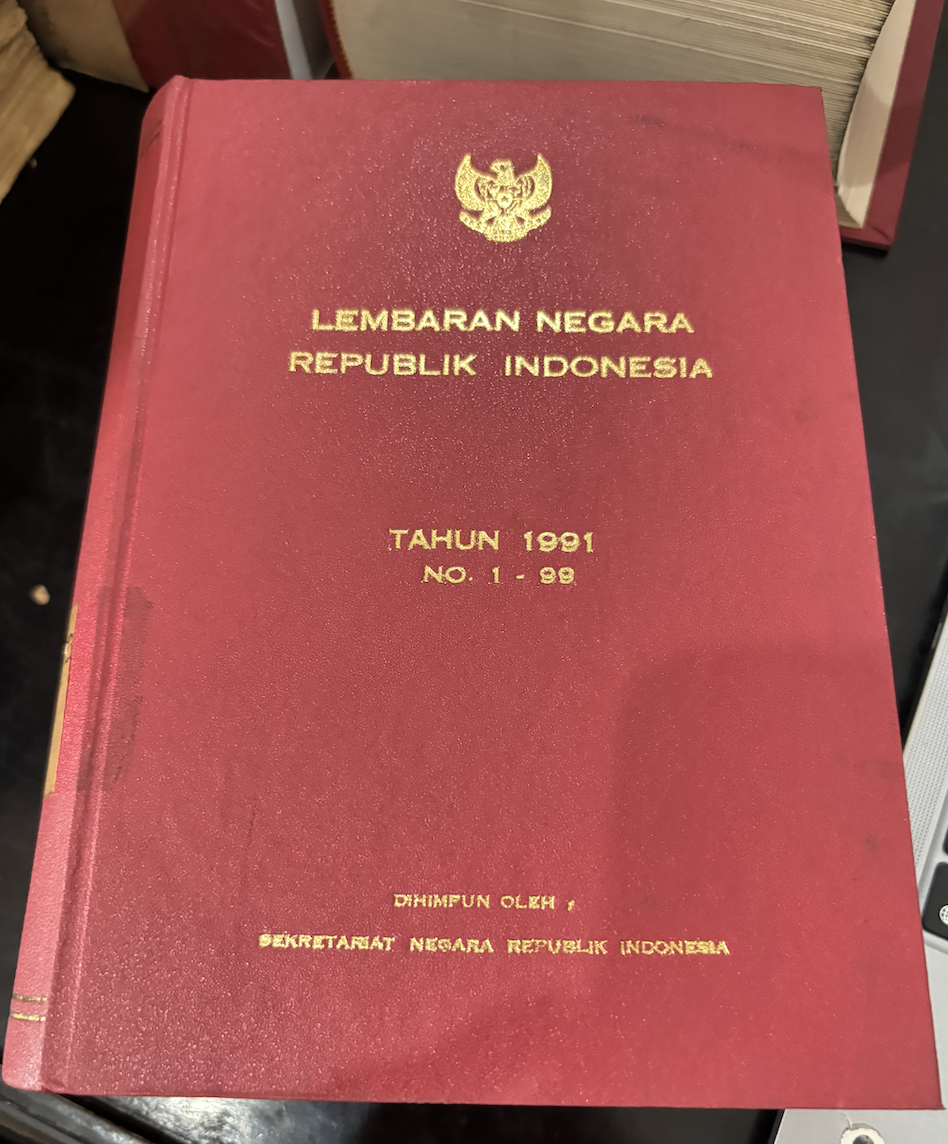 LEMBARAN NEGARA
REPUBLIK INDONESIA
TAHUN 1991
NO. 1 - 99
DIHIMPUN OLEH :
SEKRETARIAT NEGARA REPUBLIK INDONESIA